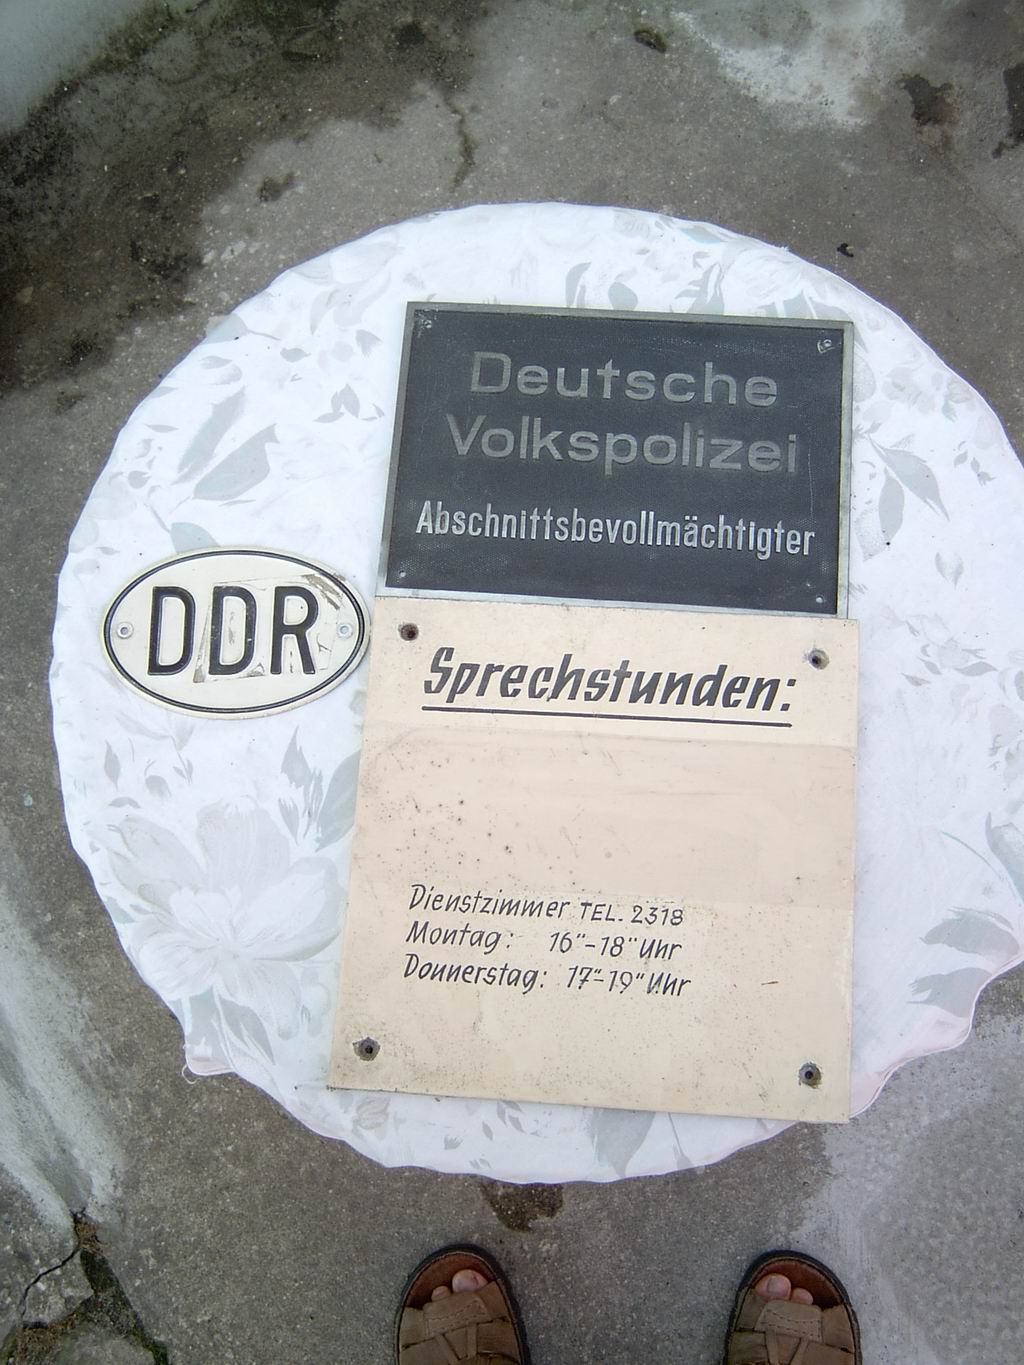 Deutsche
Volkspolizei
Abschnittsbevollmächtigter
DDR
Sprechstunden:
Dienstzimmer TEL. 2318
Montag: 16°°-18°° Uhr
Donnerstag: 17°°-19°° Uhr